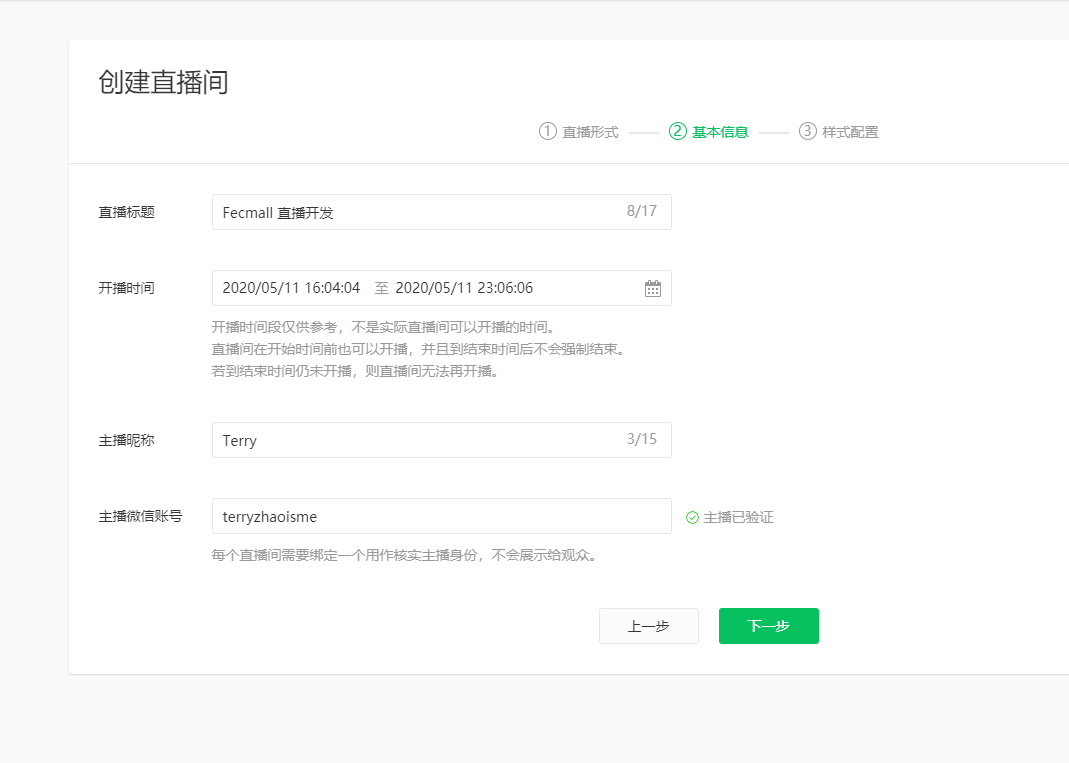 创建直播间
1 直播形式 2 基本信息 3 样式配置
直播标题 Fecmall 直播开发 8/17
开播时间 2020/05/11 16:04:04 至 2020/05/11 23:06:06
开播时间段仅供参考，不是实际直播间可以开播的时间。
直播间在开始时间前也可以开播，并且到结束时间后不会强制结束。
若到结束时间仍未开播，则直播间无法再开播。
主播昵称 Terry 3/15
主播微信账号 terryzhaoisme 主播已验证
每个直播间需要绑定一个用作核实主播身份，不会展示给观众。
上一步 下一步